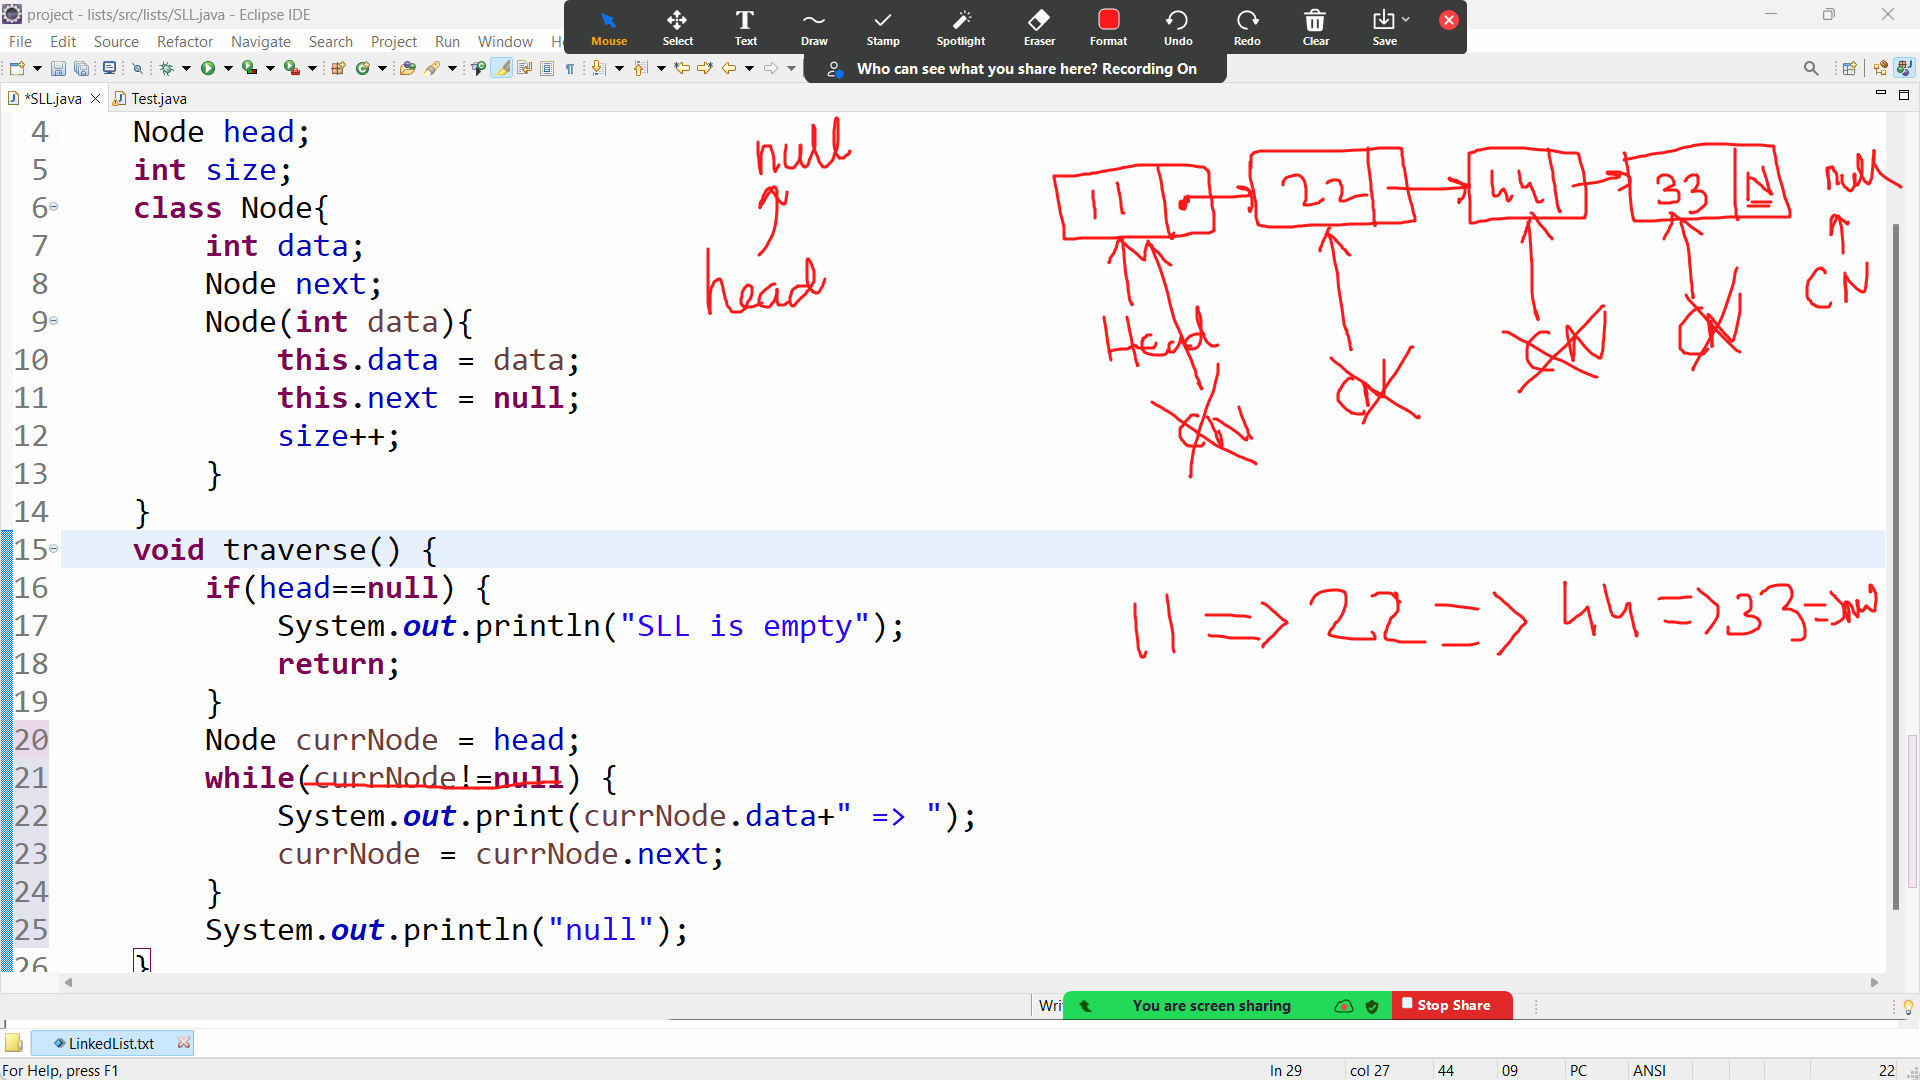 project - lists/src/lists/SLL.java - Eclipse IDE
Mouse Select Text Draw Stamp Spotlight Eraser Format Undo Redo Clear Save
File Edit Source Refactor Navigate Search Project Run Window
Who can see what you share here? Recording On
*SLL.java Test.java
4 Node head;
5 int size;
6 class Node{
7 int data;
8 Node next;
9 Node(int data){
10 this.data = data;
11 this.next = null;
12 size++;
13 }
14 }
15 void traverse() {
16 if(head==null) {
17 System.out.println("SLL is empty");
18 return;
19 }
20 Node currNode = head;
21 while(currNode!=null) {
22 System.out.print(currNode.data+" => ");
23 currNode = currNode.next;
24 }
25 System.out.println("null");
26 }
null
head
11 22 44 33 N null
Head CN CN CN CN CN
11 => 22 => 44 => 33 => null
Wri
You are screen sharing Stop Share
LinkedList.txt
For Help, press F1 ln 29 col 27 44 09 PC ANSI 22